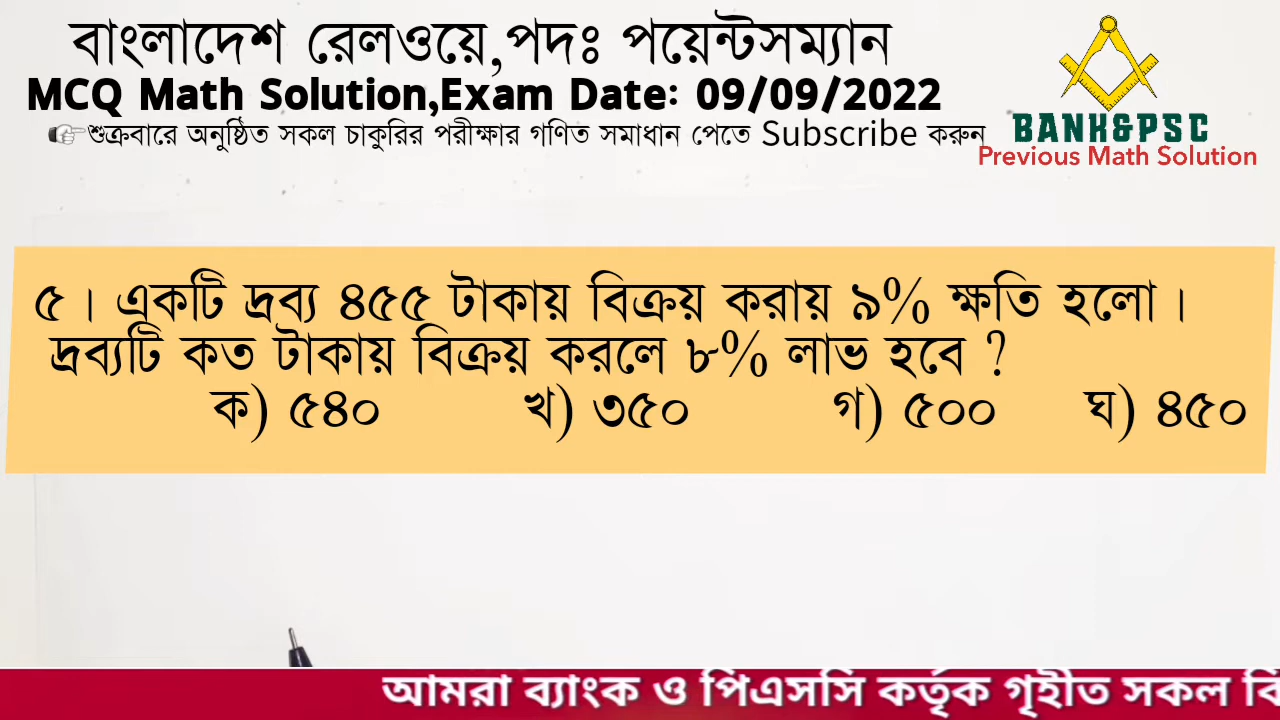 বাংলাদেশ রেলওয়ে,পদঃ পয়েন্টসম্যান
MCQ Math Solution,Exam Date: 09/09/2022
শুক্রবারে অনুষ্ঠিত সকল চাকুরির পরীক্ষার গণিত সমাধান পেতে Subscribe করুন
BANK&PSC
Previous Math Solution
৫। একটি দ্রব্য ৪৫৫ টাকায় বিক্রয় করায় ৯% ক্ষতি হলো।
দ্রব্যটি কত টাকায় বিক্রয় করলে ৮% লাভ হবে ?
ক) ৫৪০ খ) ৩৫০ গ) ৫০০ ঘ) ৪৫০
আমরা ব্যাংক ও পিএসসি কর্তৃক গৃহীত সকল